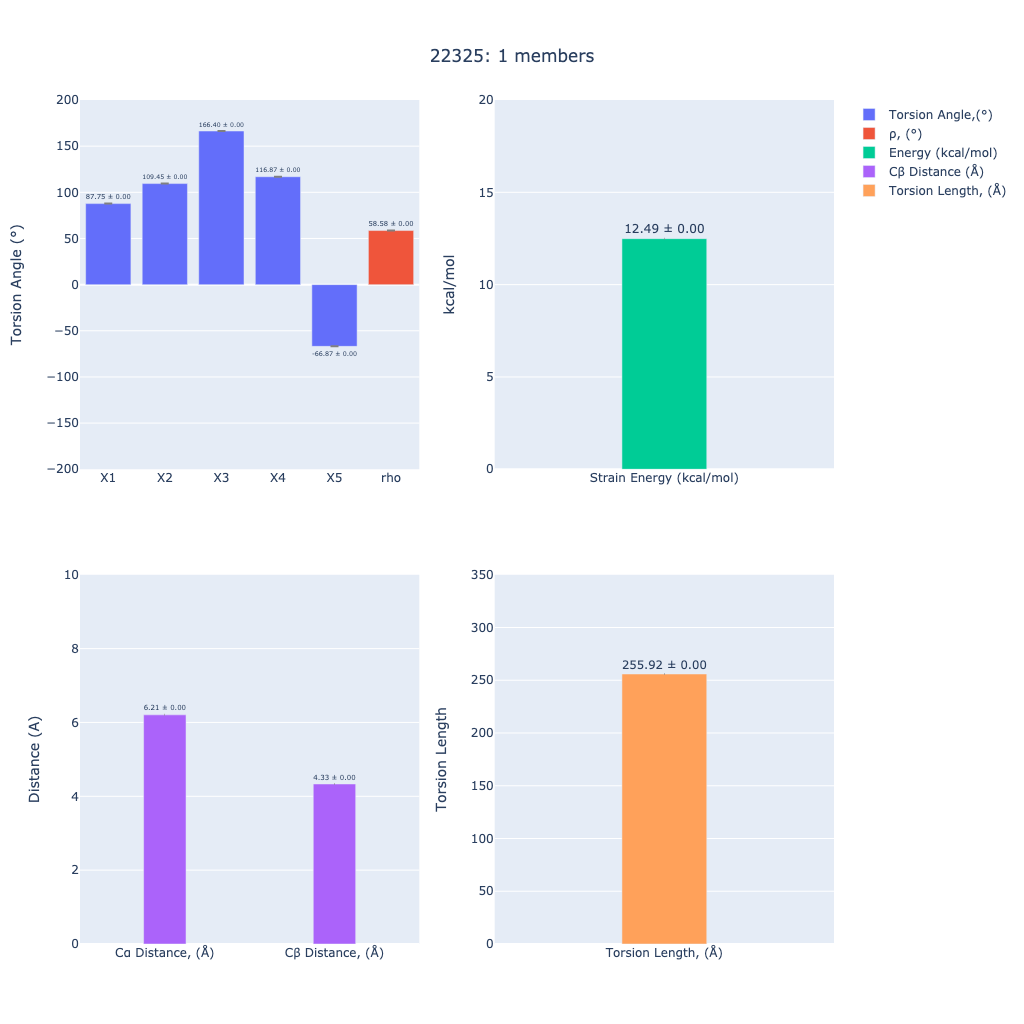 22325: 1 members
Torsion Angle (°)
200
150
100
50
0
−50
−100
−150
−200
87.75 ± 0.00
109.45 ± 0.00
166.40 ± 0.00
116.87 ± 0.00
-66.87 ± 0.00
58.58 ± 0.00
X1
X2
X3
X4
X5
rho
kcal/mol
20
15
10
5
0
12.49 ± 0.00
Strain Energy (kcal/mol)
Torsion Angle,(°)
ρ, (°)
Energy (kcal/mol)
Cβ Distance (Å)
Torsion Length, (Å)
Distance (A)
10
8
6
4
2
0
6.21 ± 0.00
4.33 ± 0.00
Cα Distance, (Å)
Cβ Distance, (Å)
Torsion Length
350
300
250
200
150
100
50
0
255.92 ± 0.00
Torsion Length, (Å)